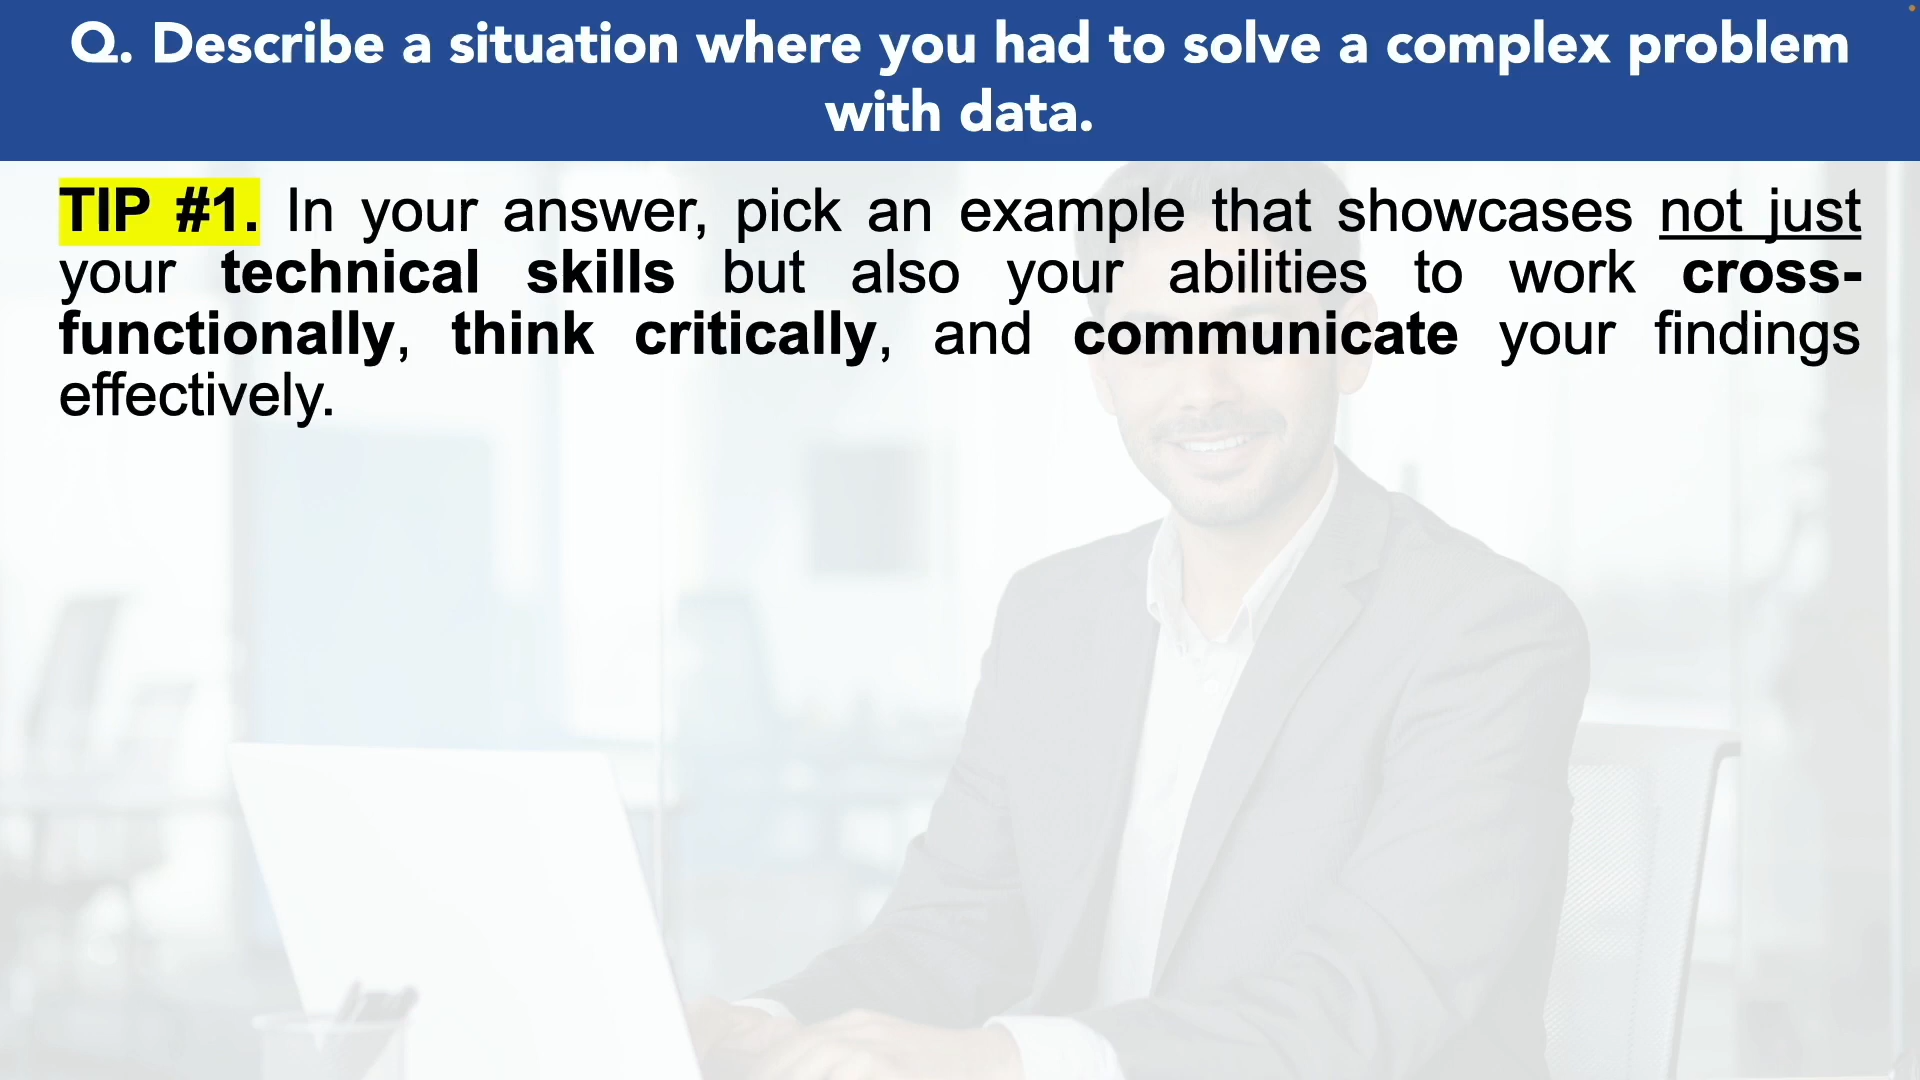 Q. Describe a situation where you had to solve a complex problem
with data.
TIP #1. In your answer, pick an example that showcases not just
your technical skills but also your abilities to work cross-
functionally, think critically, and communicate your findings
effectively.